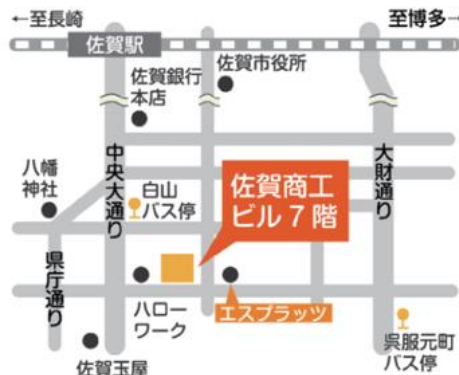 ←至長崎
至博多→
佐賀駅
佐賀銀行
本店
佐賀市役所
八幡
神社
中央大通り
白山
バス停
佐賀商工
ビル７階
大財通り
県庁通り
ハロー
ワーク
エスプラッツ
呉服元町
バス停
佐賀玉屋